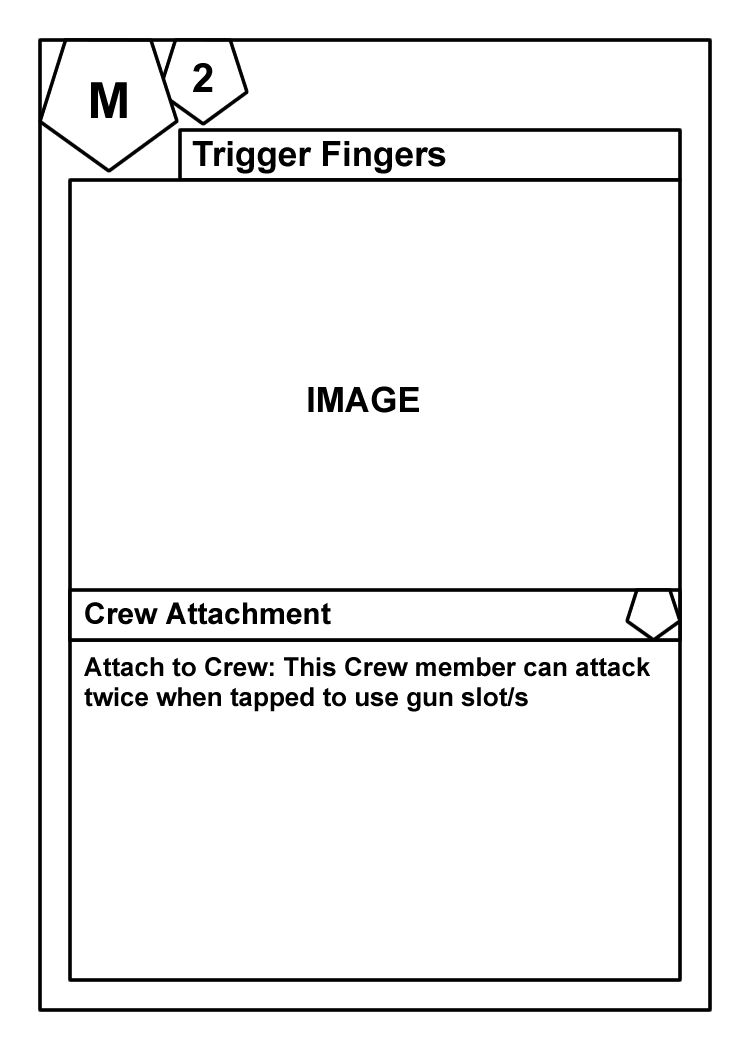 M
2
Trigger Fingers
IMAGE
Crew Attachment
Attach to Crew: This Crew member can attack
twice when tapped to use gun slot/s